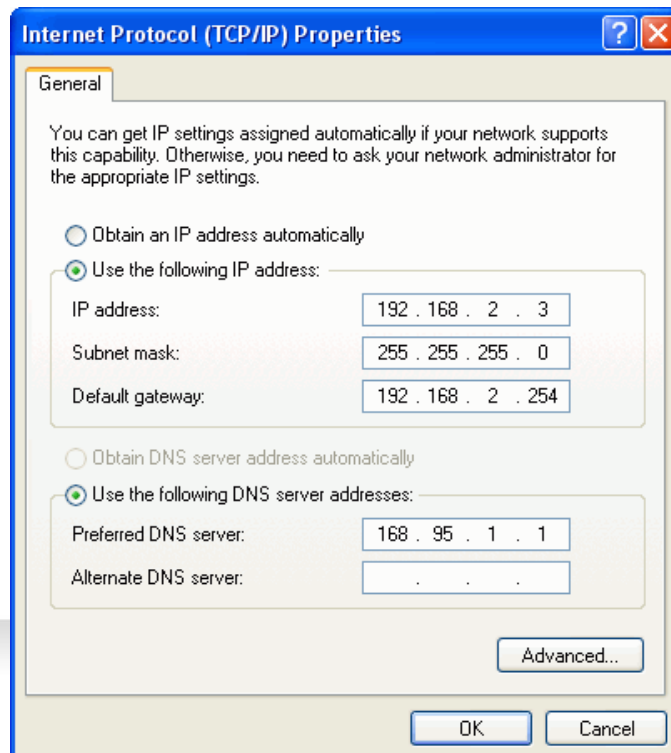 Internet Protocol (TCP/IP) Properties
General
You can get IP settings assigned automatically if your network supports
this capability. Otherwise, you need to ask your network administrator for
the appropriate IP settings.
Obtain an IP address automatically
Use the following IP address:
IP address: 192 . 168 . 2 . 3
Subnet mask: 255 . 255 . 255 . 0
Default gateway: 192 . 168 . 2 . 254
Obtain DNS server address automatically
Use the following DNS server addresses:
Preferred DNS server: 168 . 95 . 1 . 1
Alternate DNS server: . . .
Advanced...
OK Cancel